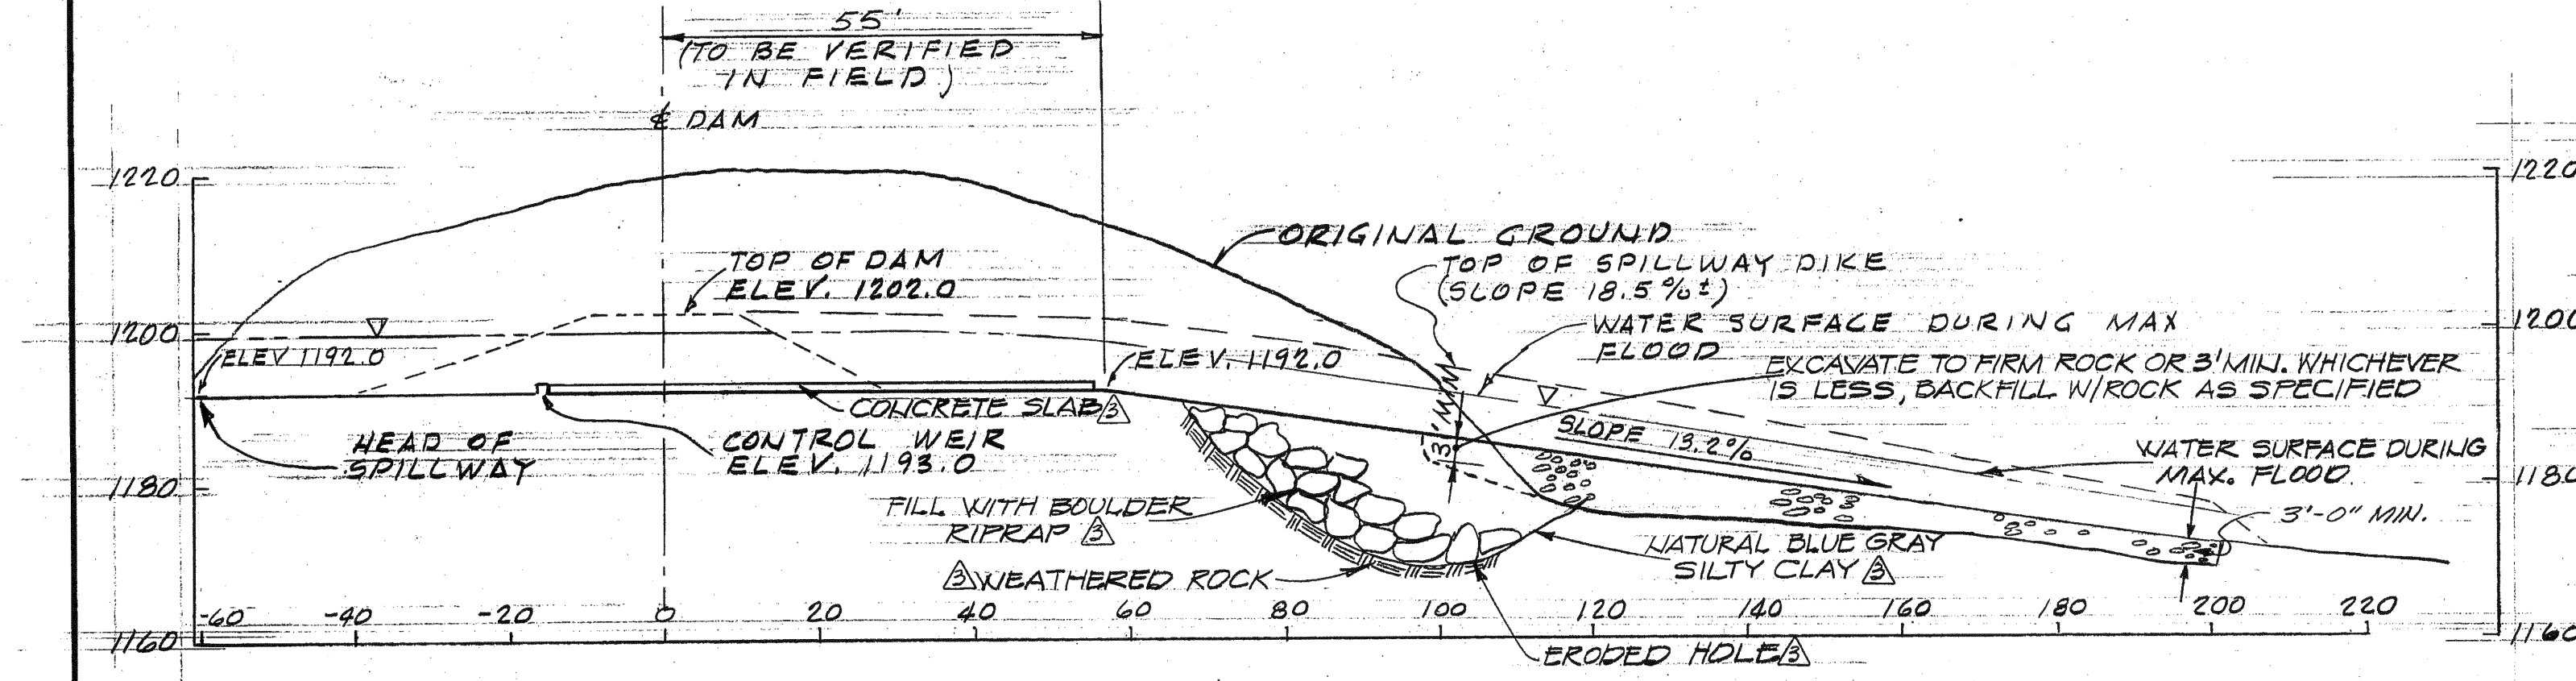 55'
(TO BE VERIFIED
IN FIELD)
℄ DAM
1220
1220
ORIGINAL GROUND
TOP OF DAM
ELEV. 1202.0
TOP OF SPILLWAY DIKE
(SLOPE 18.5%±)
WATER SURFACE DURING MAX
FLOOD
1200
1200
ELEV 1192.0
ELEV. 1192.0
EXCAVATE TO FIRM ROCK OR 3' MIN. WHICHEVER
IS LESS, BACKFILL W/ROCK AS SPECIFIED
CONCRETE SLAB 3
HEAD OF
SPILLWAY
CONTROL WEIR
ELEV. 1193.0
3'
SLOPE 13.2%
WATER SURFACE DURING
MAX. FLOOD
1180
1180
FILL WITH BOULDER
RIPRAP 3
3'-0" MIN.
NATURAL BLUE GRAY
SILTY CLAY 3
3 WEATHERED ROCK
-60 -40 -20 0 20 40 60 80 100 120 140 160 180 200 220
1160
1160
ERODED HOLE 3